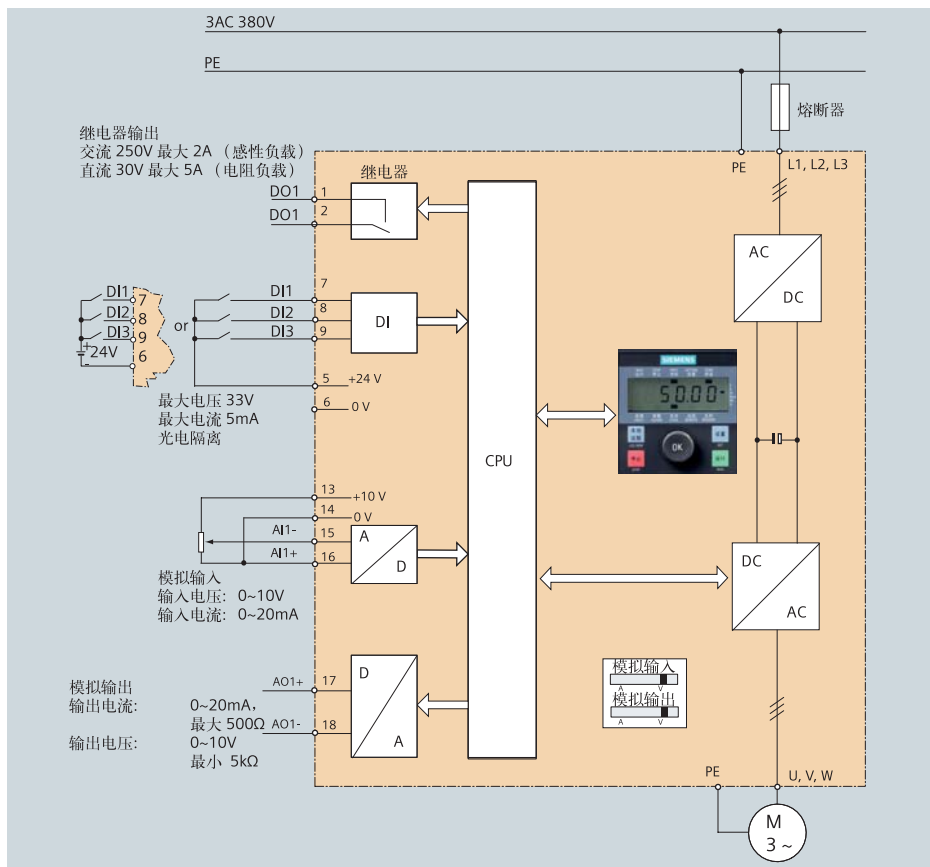 3AC 380V
PE
熔断器
继电器输出
交流 250V 最大 2A （感性负载）
直流 30V 最大 5A （电阻负载）
继电器
PE
L1, L2, L3
DO1 1
DO1 2
AC
DC
DI1 7
DI2 8
DI3 9
6
+
24V
-
or
DI1 7
DI2 8
DI3 9
DI
5 +24 V
6 0 V
最大电压 33V
最大电流 5mA
光电隔离
SIEMENS
50.00
OK
CPU
13 +10 V
14 0 V
AI1- 15
AI1+ 16
A
D
模拟输入
输入电压: 0~10V
输入电流: 0~20mA
DC
AC
模拟输入
A V
模拟输出
A V
模拟输出
输出电流: 0~20mA，
最大 500Ω
输出电压: 0~10V
最小 5kΩ
AO1+ 17
AO1- 18
D
A
PE
U, V, W
M
3 ~